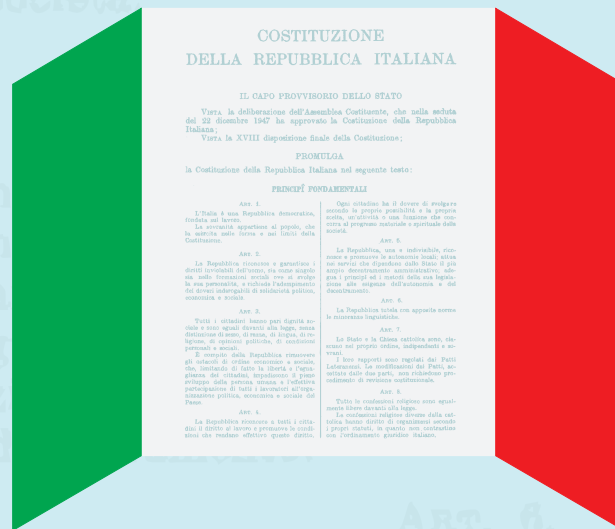 COSTITUZIONE
DELLA REPUBBLICA ITALIANA
IL CAPO PROVVISORIO DELLO STATO
VISTA la deliberazione dell'Assemblea Costituente, che nella seduta
del 22 dicembre 1947 ha approvato la Costituzione della Repubblica
Italiana;
VISTA la XVIII disposizione finale della Costituzione;
PROMULGA
la Costituzione della Repubblica Italiana nel seguente testo:
PRINCIPÎ FONDAMENTALI
ART. 1.
L'Italia è una Repubblica democratica,
fondata sul lavoro.
La sovranità appartiene al popolo, che
la esercita nelle forme e nei limiti della
Costituzione.
ART. 2.
La Repubblica riconosce e garantisce i
diritti inviolabili dell'uomo, sia come singolo
sia nelle formazioni sociali ove si svolge
la sua personalità, e richiede l'adempimento
dei doveri inderogabili di solidarietà politica,
economica e sociale.
ART. 3.
Tutti i cittadini hanno pari dignità so-
ciale e sono eguali davanti alla legge, senza
distinzione di sesso, di razza, di lingua, di re-
ligione, di opinioni politiche, di condizioni
personali e sociali.
È compito della Repubblica rimuovere
gli ostacoli di ordine economico e sociale,
che, limitando di fatto la libertà e l'egua-
glianza dei cittadini, impediscono il pieno
sviluppo della persona umana e l'effettiva
partecipazione di tutti i lavoratori all'orga-
nizzazione politica, economica e sociale del
Paese.
ART. 4.
La Repubblica riconosce a tutti i citta-
dini il diritto al lavoro e promuove le condi-
zioni che rendano effettivo questo diritto.
Ogni cittadino ha il dovere di svolgere
secondo le proprie possibilità e la propria
scelta, un'attività o una funzione che con-
corra al progresso materiale o spirituale della
società.
ART. 5.
La Repubblica, una e indivisibile, rico-
nosce e promuove le autonomie locali; attua
nei servizi che dipendono dallo Stato il più
ampio decentramento amministrativo; ade-
gua i principî ed i metodi della sua legisla-
zione alle esigenze dell'autonomia e del
decentramento.
ART. 6.
La Repubblica tutela con apposite norme
le minoranze linguistiche.
ART. 7.
Lo Stato e la Chiesa cattolica sono, cia-
scuno nel proprio ordine, indipendenti e so-
vrani.
I loro rapporti sono regolati dai Patti
Lateranensi. Le modificazioni dei Patti, ac-
cettate dalle due parti, non richiedono pro-
cedimento di revisione costituzionale.
ART. 8.
Tutte le confessioni religiose sono egual-
mente libere davanti alla legge.
Le confessioni religiose diverse dalla cat-
tolica hanno diritto di organizzarsi secondo
i propri statuti, in quanto non contrastino
con l'ordinamento giuridico italiano.
ART 6